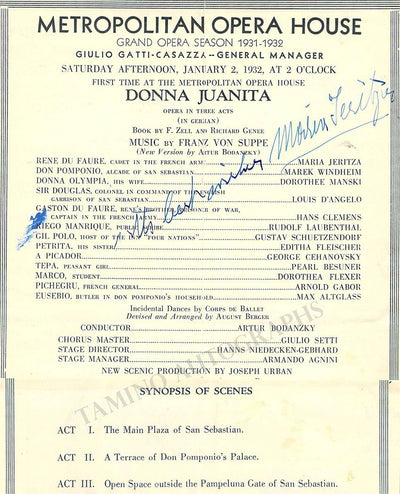 METROPOLITAN OPERA HOUSE
GRAND OPERA SEASON 1931-1932
GIULIO GATTI-CASAZZA--GENERAL MANAGER
SATURDAY AFTERNOON, JANUARY 2, 1932, AT 2 O'CLOCK
FIRST TIME AT THE METROPOLITAN OPERA HOUSE
DONNA JUANITA
OPERA IN THREE ACTS
(IN GERMAN)
BOOK BY F. ZELL AND RICHARD GENEE
MUSIC BY FRANZ VON SUPPE
(New Version by ARTUR BODANZKY)
RENE DU FAURE, CADET IN THE FRENCH ARM MARIA JERITZA
DON POMPONIO, ALCADE OF SAN SEBASTIAN MAREK WINDHEIM
DONNA OLYMPIA, HIS WIFE DOROTHEE MANSKI
SIR DOUGLAS, COLONEL IN COMMAND OF THE ENGLISH
GARRISON OF SAN SEBASTIAN LOUIS D'ANGELO
GASTON DU FAURE, RENE'S BROTHER PRISONER OF WAR,
CAPTAIN IN THE FRENCH ARMY HANS CLEMENS
RIEGO MANRIQUE, RUDOLF LAUBENTHAL
GIL POLO, HOST OF THE INN "FOUR NATIONS" GUSTAV SCHUETZENDORF
PETRITA, HIS SISTER EDITHA FLEISCHER
A PICADOR GEORGE CEHANOVSKY
TEPA, PEASANT GIRL PEARL BESUNER
MARCO, STUDENT DOROTHEA FLEXER
PICHEGRU, FRENCH GENERAL ARNOLD GABOR
EUSEBIO, BUTLER IN DON POMPONIO'S HOUSEHOLD MAX ALTGLASS
Incidental Dances by CORPS DE BALLET
Devised and Arranged by AUGUST BERGER
CONDUCTOR ARTUR BODANZKY
CHORUS MASTER GIULIO SETTI
STAGE DIRECTOR HANNS NIEDECKEN-GEBHARD
STAGE MANAGER ARMANDO AGNINI
NEW SCENIC PRODUCTION BY JOSEPH URBAN
TAMINO AUTOGRAPHS
SYNOPSIS OF SCENES
ACT I. The Main Plaza of San Sebastian.
ACT II. A Terrace of Don Pomponio's Palace.
ACT III. Open Space outside the Pampeluna Gate of San Sebastian.